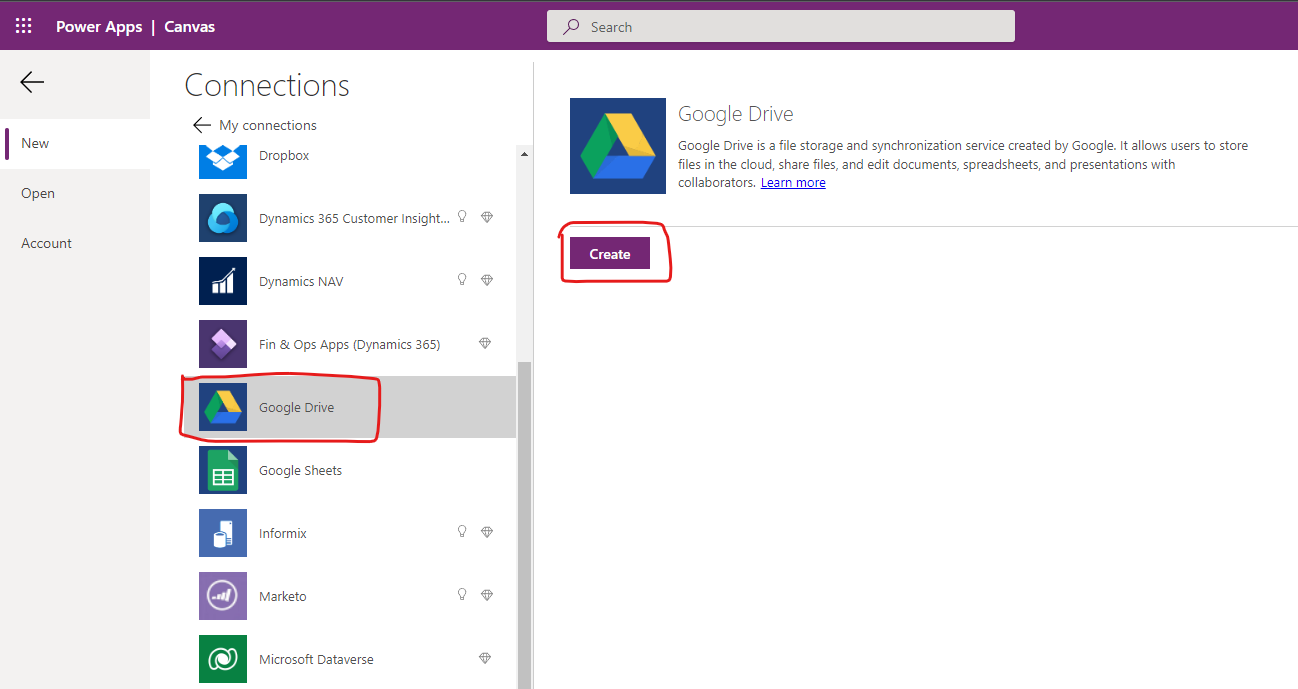 Power Apps | Canvas
Search
New
Open
Account
Connections
My connections
Dropbox
Dynamics 365 Customer Insight...
Dynamics NAV
Fin & Ops Apps (Dynamics 365)
Google Drive
Google Sheets
Informix
Marketo
Microsoft Dataverse
Google Drive
Google Drive is a file storage and synchronization service created by Google. It allows users to store
files in the cloud, share files, and edit documents, spreadsheets, and presentations with
collaborators. Learn more
Create